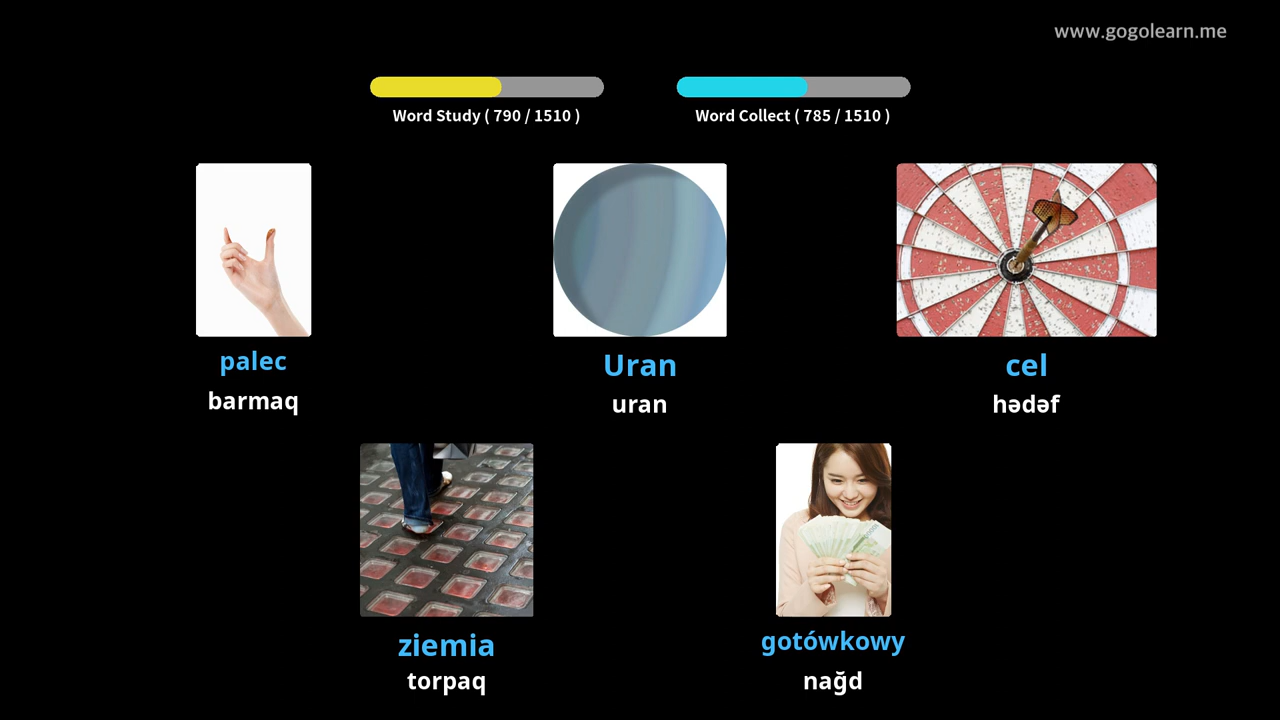 www.gogolearn.me
Word Study ( 790 / 1510 )
Word Collect ( 785 / 1510 )
palec
barmaq
Uran
uran
cel
hədəf
ziemia
torpaq
gotówkowy
nağd